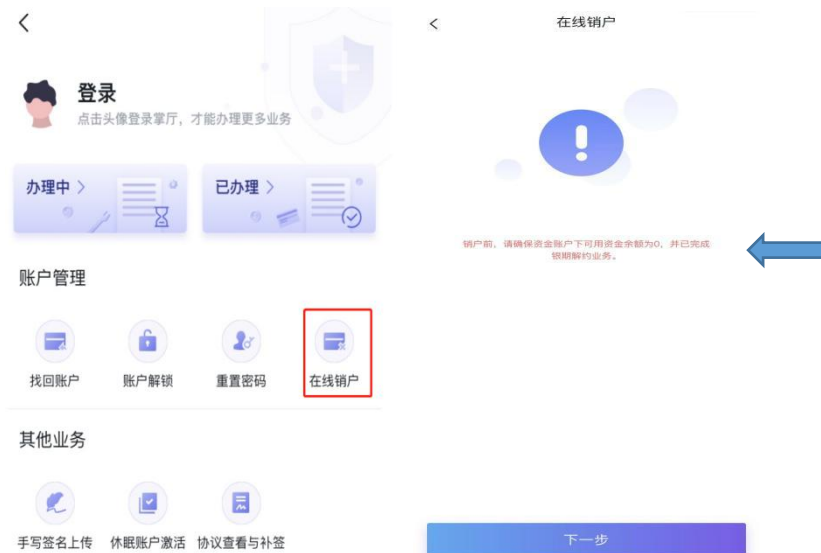 登录
点击头像登录掌厅，才能办理更多业务
办理中
已办理
账户管理
找回账户
账户解锁
重置密码
在线销户
其他业务
手写签名上传
休眠账户激活
协议查看与补签
在线销户
销户前，请确保资金账户下可用资金余额为0，并已完成
银期解约业务。
下一步